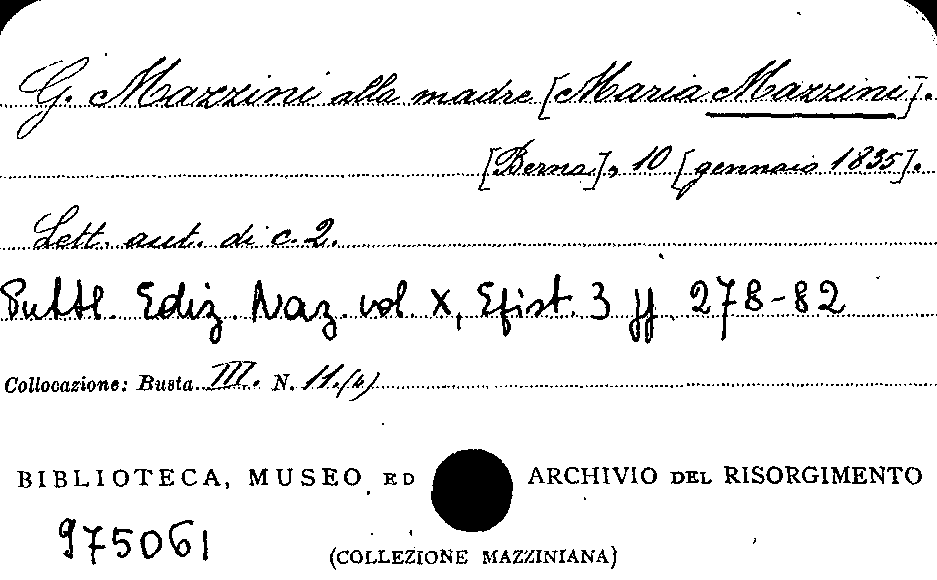 G. Mazzini alla madre [Maria Mazzini].
[Berna], 10 [gennaio 1835].
Lett. aut. di c. 2.
Pubbl. Ediz. Naz. vol. X, Epist. 3 pp. 278-82
Collocazione: Busta III. N. 11.(4)
BIBLIOTECA, MUSEO ED ARCHIVIO DEL RISORGIMENTO
975061
(COLLEZIONE MAZZINIANA)